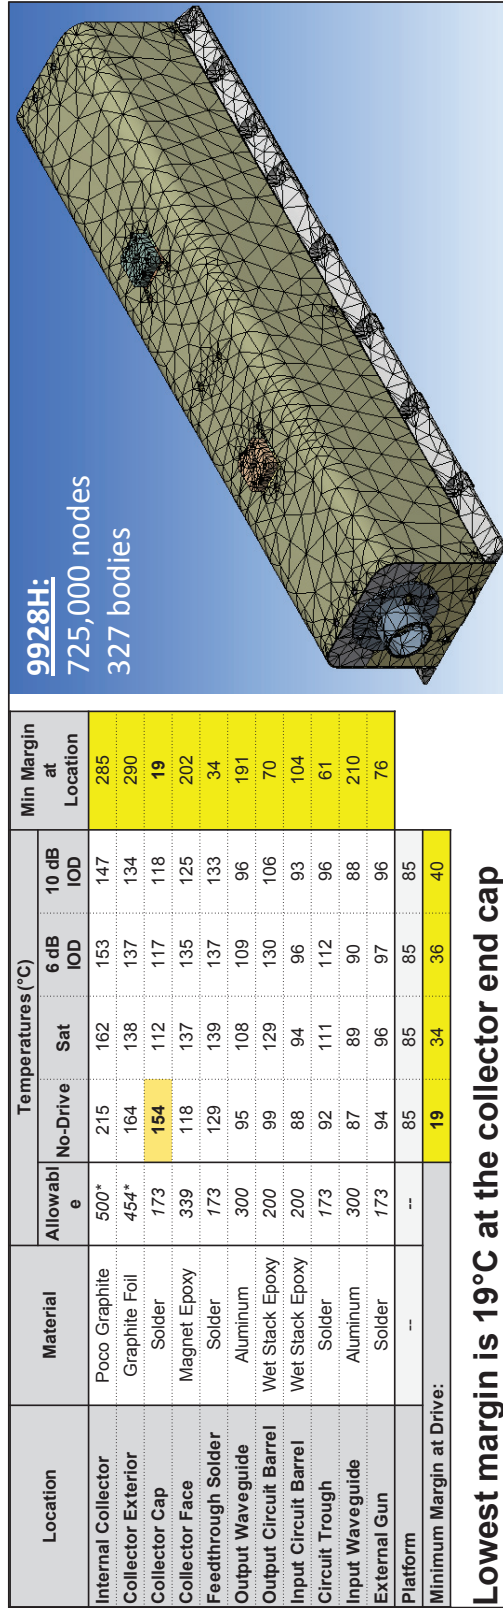 Location Material Temperatures (°C) Min Margin at Location
Allowable No-Drive Sat 6 dB IOD 10 dB IOD
Internal Collector Poco Graphite 500* 215 162 153 147 285
Collector Exterior Graphite Foil 454* 164 138 137 134 290
Collector Cap Solder 173 154 112 117 118 19
Collector Face Magnet Epoxy 339 118 137 135 125 202
Feedthrough Solder Solder 173 129 139 137 133 34
Output Waveguide Aluminum 300 95 108 109 96 191
Output Circuit Barrel Wet Stack Epoxy 200 99 129 130 106 70
Input Circuit Barrel Wet Stack Epoxy 200 88 94 96 93 104
Circuit Trough Solder 173 92 111 112 96 61
Input Waveguide Aluminum 300 87 89 90 88 210
External Gun Solder 173 94 96 97 96 76
Platform -- -- 85 85 85 85
Minimum Margin at Drive: 19 34 36 40
Lowest margin is 19°C at the collector end cap
9928H:
725,000 nodes
327 bodies